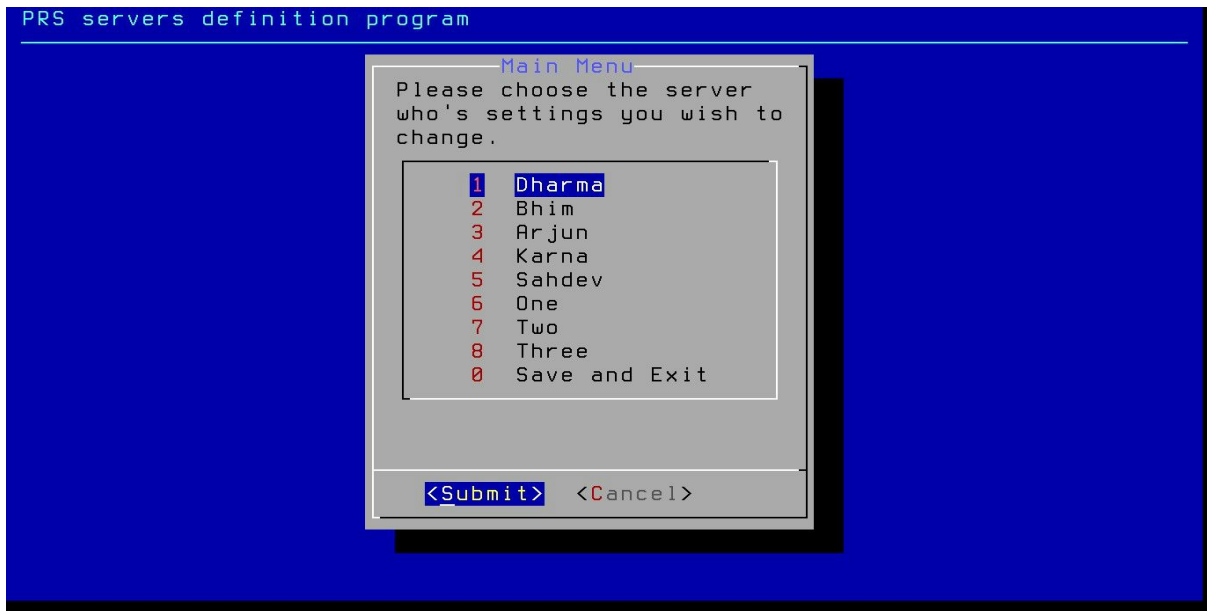 PRS servers definition program
Main Menu
Please choose the server
who's settings you wish to
change.
1 Dharma
2 Bhim
3 Arjun
4 Karna
5 Sahdev
6 One
7 Two
8 Three
0 Save and Exit
<Submit> <Cancel>